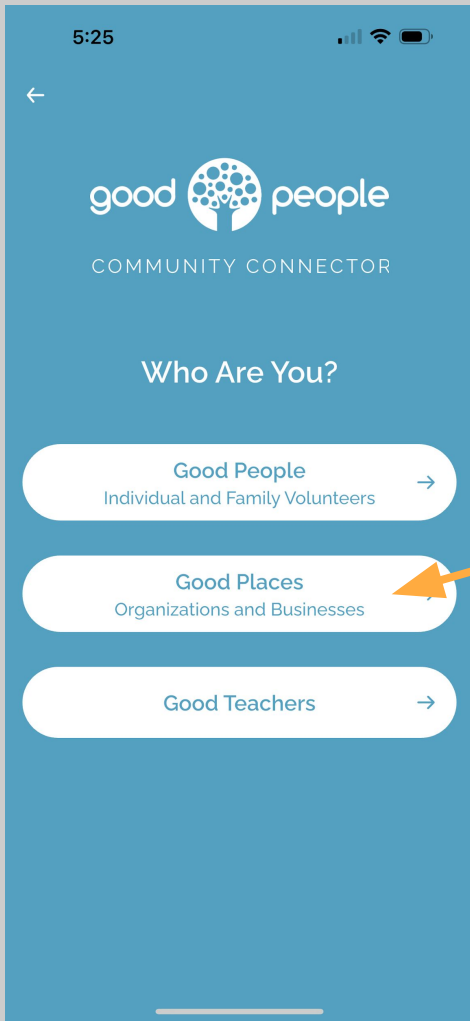 5:25
good people
COMMUNITY CONNECTOR
Who Are You?
Good People
Individual and Family Volunteers
Good Places
Organizations and Businesses
Good Teachers